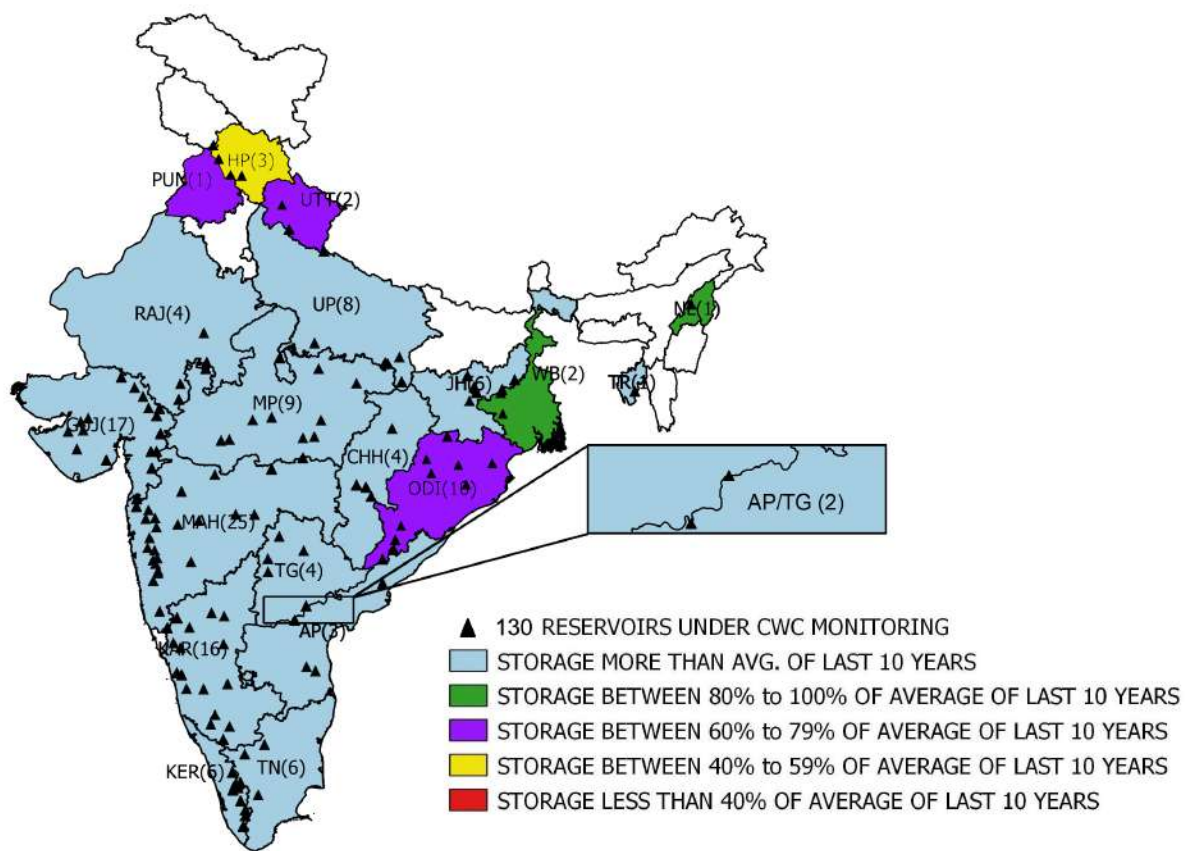 HP(3)
PUN(1)
UTT(2)
RAJ(4)
UP(8)
WB(2)
JH(6)
TR(1)
MP(9)
GUJ(17)
CHH(4)
ODI(10)
AP/TG (2)
MAH(25)
TG(4)
AP(3)
KAR(16)
KER(6)
TN(6)
130 RESERVOIRS UNDER CWC MONITORING
STORAGE MORE THAN AVG. OF LAST 10 YEARS
STORAGE BETWEEN 80% to 100% OF AVERAGE OF LAST 10 YEARS
STORAGE BETWEEN 60% to 79% OF AVERAGE OF LAST 10 YEARS
STORAGE BETWEEN 40% to 59% OF AVERAGE OF LAST 10 YEARS
STORAGE LESS THAN 40% OF AVERAGE OF LAST 10 YEARS